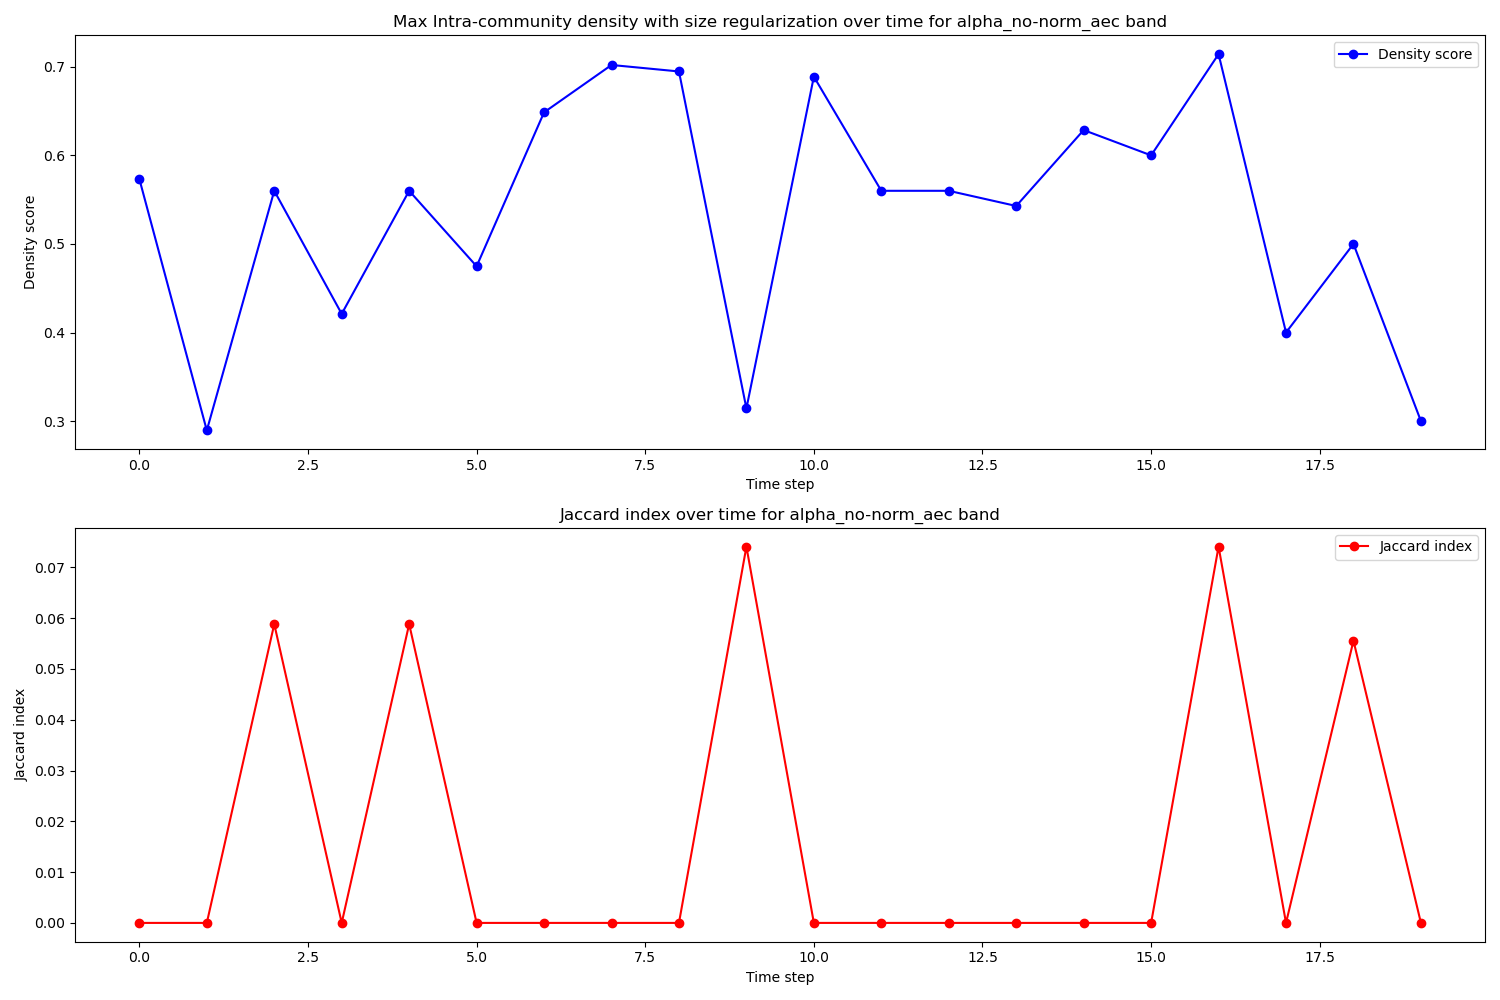 Max Intra-community density with size regularization over time for alpha_no-norm_aec band
Density score
0.7
0.6
0.5
0.4
0.3
Density score
0.0 2.5 5.0 7.5 10.0 12.5 15.0 17.5
Time step
Jaccard index over time for alpha_no-norm_aec band
Jaccard index
0.07
0.06
0.05
0.04
0.03
0.02
0.01
0.00
Jaccard index
0.0 2.5 5.0 7.5 10.0 12.5 15.0 17.5
Time step